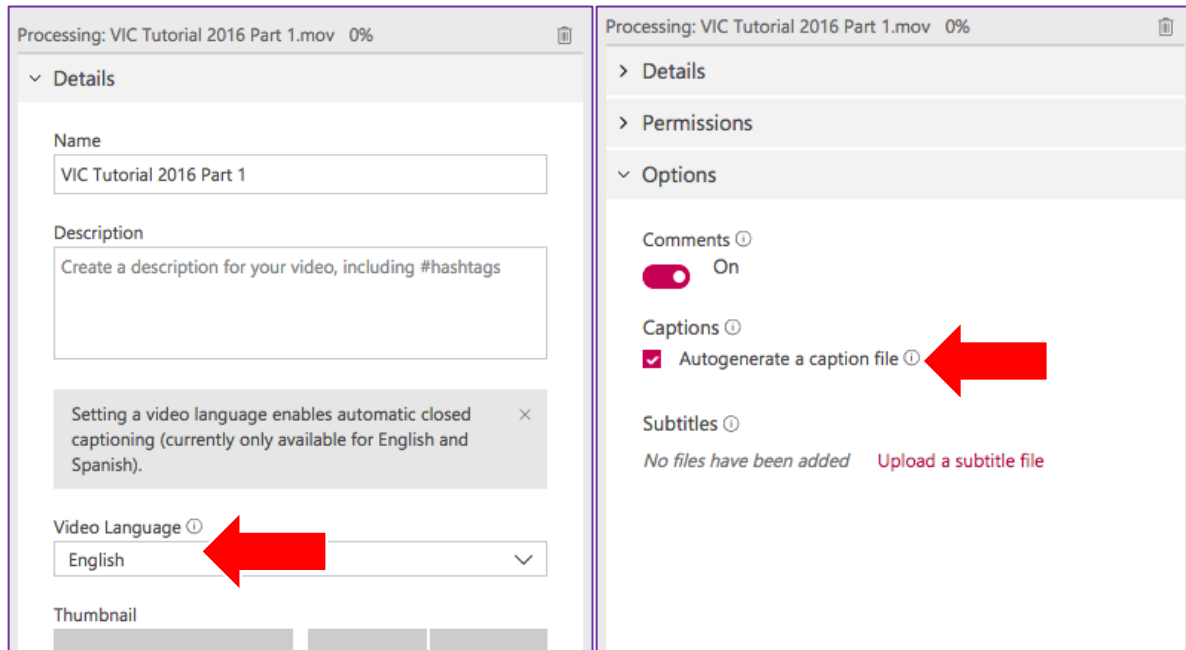 Processing: VIC Tutorial 2016 Part 1.mov 0%
Details
Name
VIC Tutorial 2016 Part 1
Description
Create a description for your video, including #hashtags
Setting a video language enables automatic closed
captioning (currently only available for English and
Spanish).
Video Language
English
Thumbnail
Processing: VIC Tutorial 2016 Part 1.mov 0%
Details
Permissions
Options
Comments
On
Captions
Autogenerate a caption file
Subtitles
No files have been added Upload a subtitle file